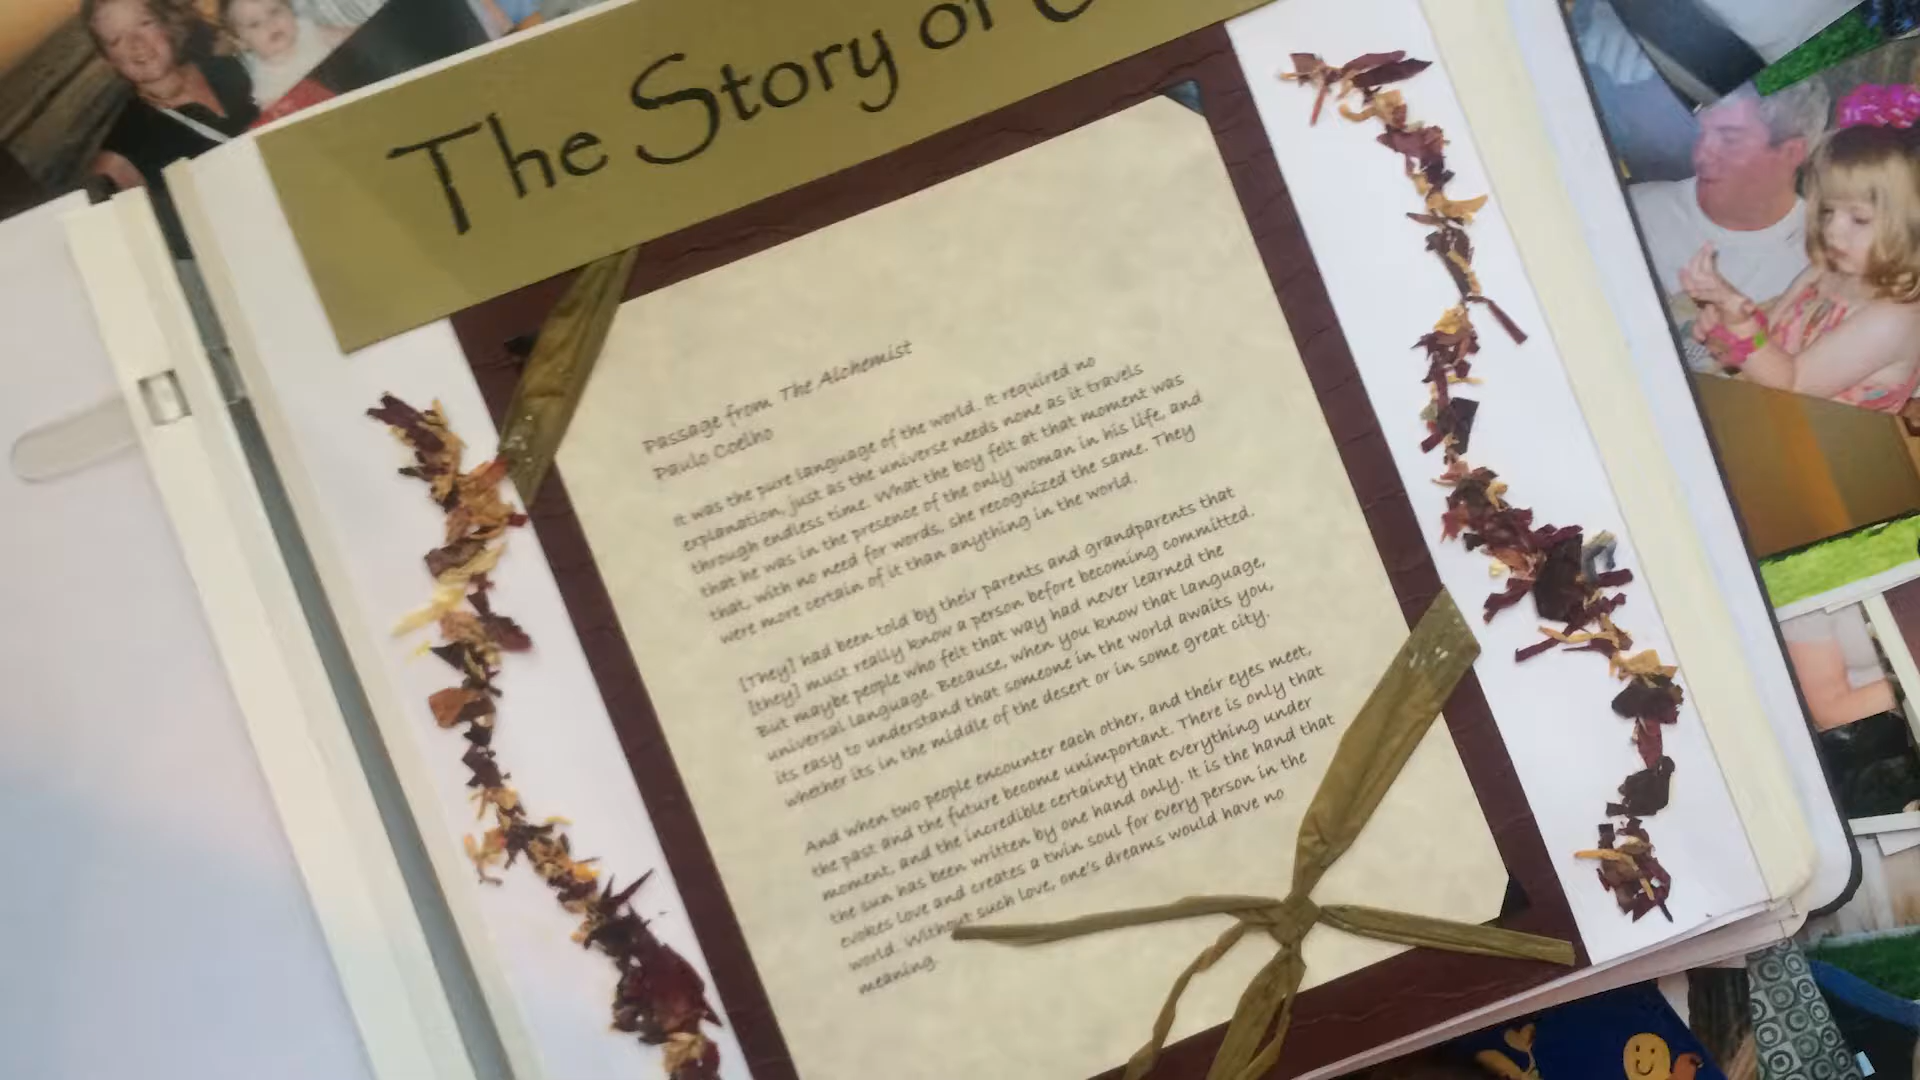 The Story of
Passage from The Alchemist
Paulo Coelho
It was the pure language of the world. It required no
explanation, just as the universe needs none as it travels
through endless time. What the boy felt at that moment was
that he was in the presence of the only woman in his life, and
that, with no need for words, she recognized the same. They
were more certain of it than anything in the world.
[They] had been told by their parents and grandparents that
[they] must really know a person before becoming committed.
But maybe people who felt that way had never learned the
universal language. Because, when you know that language,
its easy to understand that someone in the world awaits you,
whether its in the middle of the desert or in some great city.
And when two people encounter each other, and their eyes meet,
the past and the future become unimportant. There is only that
moment, and the incredible certainty that everything under
the sun has been written by one hand only. It is the hand that
evokes love and creates a twin soul for every person in the
world. Without such love, one's dreams would have no
meaning.